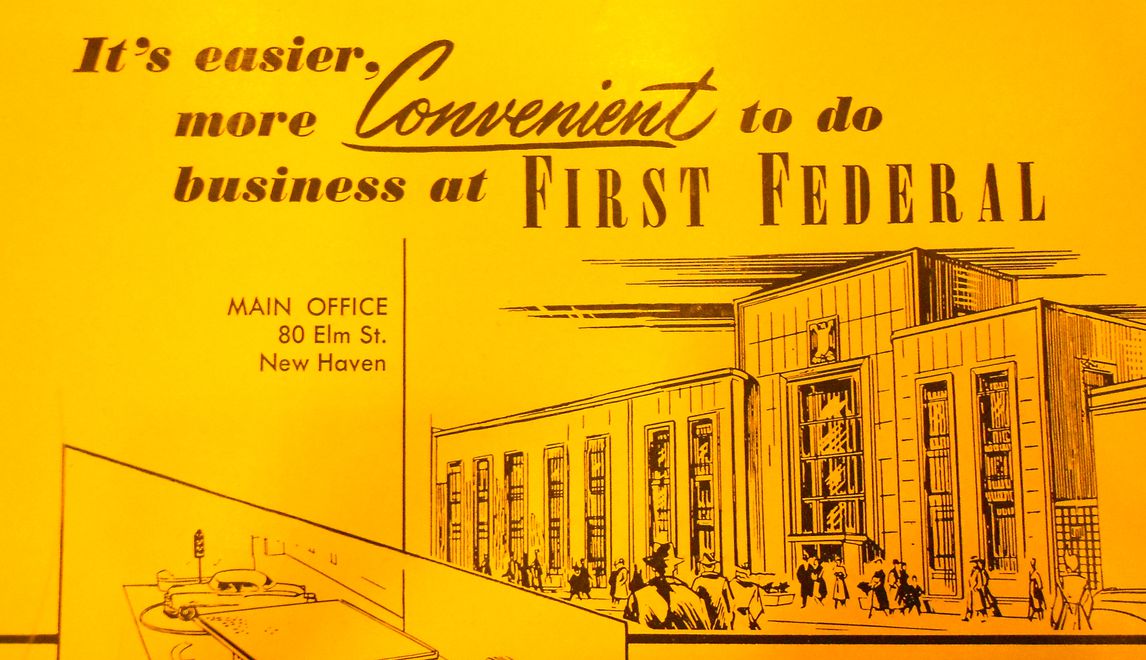 It's easier,
more Convenient to do
business at FIRST FEDERAL
MAIN OFFICE
80 Elm St.
New Haven